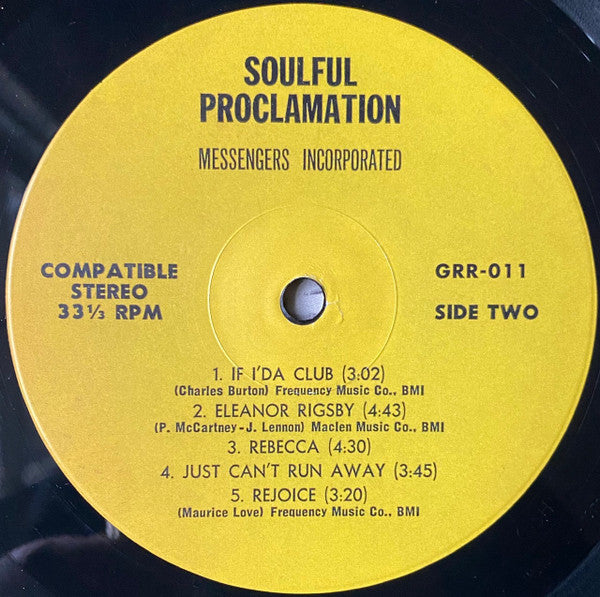 SOULFUL
PROCLAMATION
MESSENGERS INCORPORATED
COMPATIBLE
STEREO
33⅓ RPM
GRR-011
SIDE TWO
1. IF I'DA CLUB (3:02)
(Charles Burton) Frequency Music Co., BMI
2. ELEANOR RIGSBY (4:43)
(P. McCartney-J. Lennon) Maclen Music Co., BMI
3. REBECCA (4:30)
4. JUST CAN'T RUN AWAY (3:45)
5. REJOICE (3:20)
(Maurice Love) Frequency Music Co., BMI